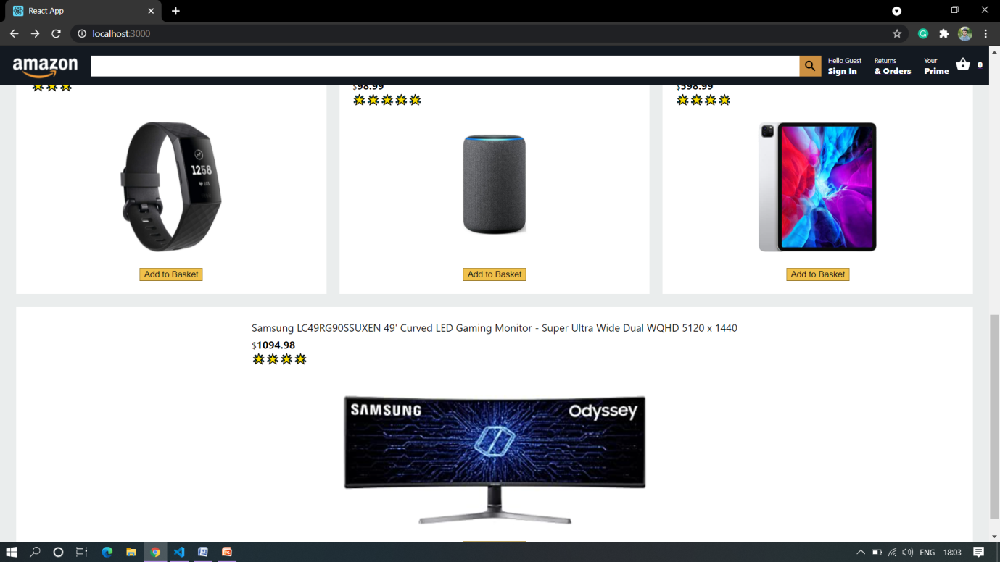 React App
localhost:3000
amazon
Hello Guest
Sign In
Returns
& Orders
Your
Prime
0
$98.99
$598.99
1258
Add to Basket
Add to Basket
Add to Basket
Samsung LC49RG90SSUXEN 49' Curved LED Gaming Monitor - Super Ultra Wide Dual WQHD 5120 x 1440
$1094.98
SAMSUNG
Odyssey
ENG
18:03